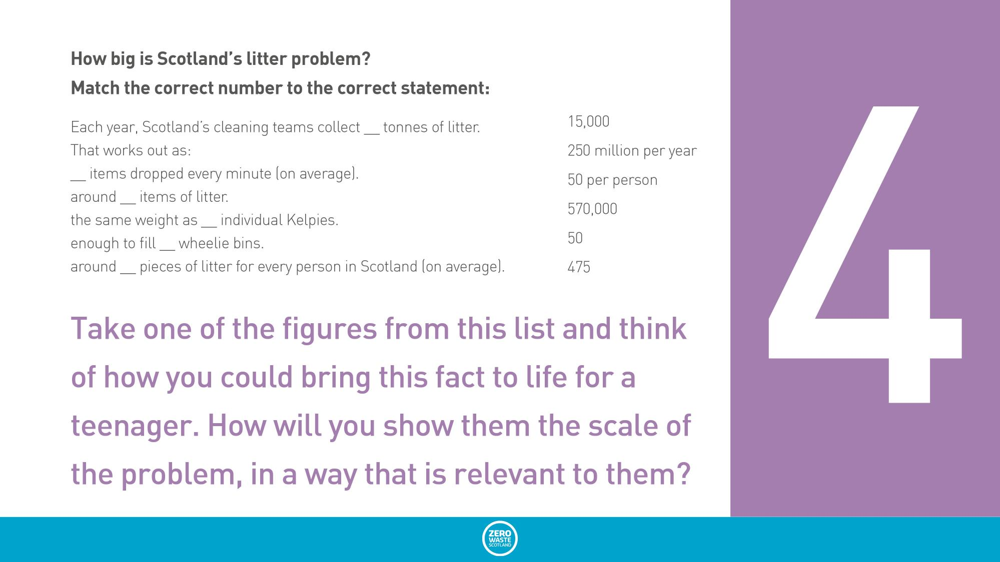 How big is Scotland’s litter problem?
Match the correct number to the correct statement:
Each year, Scotland’s cleaning teams collect __ tonnes of litter.
That works out as:
__ items dropped every minute (on average).
around __ items of litter.
the same weight as __ individual Kelpies.
enough to fill __ wheelie bins.
around __ pieces of litter for every person in Scotland (on average).
15,000
250 million per year
50 per person
570,000
50
475
Take one of the figures from this list and think
of how you could bring this fact to life for a
teenager. How will you show them the scale of
the problem, in a way that is relevant to them?
4
ZERO
WASTE
SCOTLAND